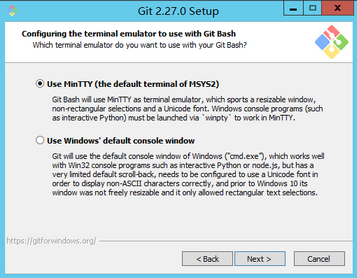 Git 2.27.0 Setup
Configuring the terminal emulator to use with Git Bash
Which terminal emulator do you want to use with your Git Bash?
Use MinTTY (the default terminal of MSYS2)
Git Bash will use MinTTY as terminal emulator, which sports a resizable window,
non-rectangular selections and a Unicode font. Windows console programs (such
as interactive Python) must be launched via `winpty` to work in MinTTY.
Use Windows' default console window
Git will use the default console window of Windows ("cmd.exe"), which works well
with Win32 console programs such as interactive Python or node.js, but has a
very limited default scroll-back, needs to be configured to use a Unicode font in
order to display non-ASCII characters correctly, and prior to Windows 10 its
window was not freely resizable and it only allowed rectangular text selections.
https://gitforwindows.org/
< Back
Next >
Cancel